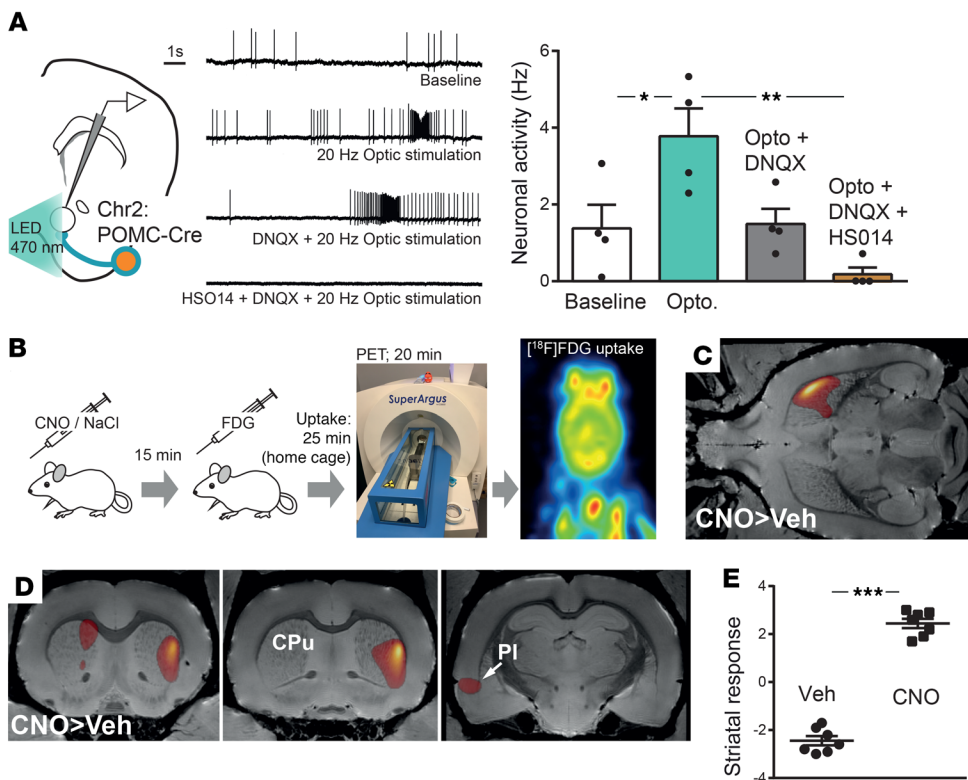 A
1s
Baseline
20 Hz Optic stimulation
DNQX + 20 Hz Optic stimulation
HSO14 + DNQX + 20 Hz Optic stimulation
LED
470 nm
Chr2:
POMC-Cre
Neuronal activity (Hz)
6
4
2
0
*
**
Opto +
DNQX
Opto +
DNQX +
HS014
Baseline
Opto.
B
CNO / NaCl
15 min
FDG
Uptake:
25 min
(home cage)
PET; 20 min
SuperArgus
[¹⁸F]FDG uptake
C
CNO>Veh
D
CNO>Veh
CPu
PI
E
Striatal response
4
2
0
-2
-4
***
Veh
CNO